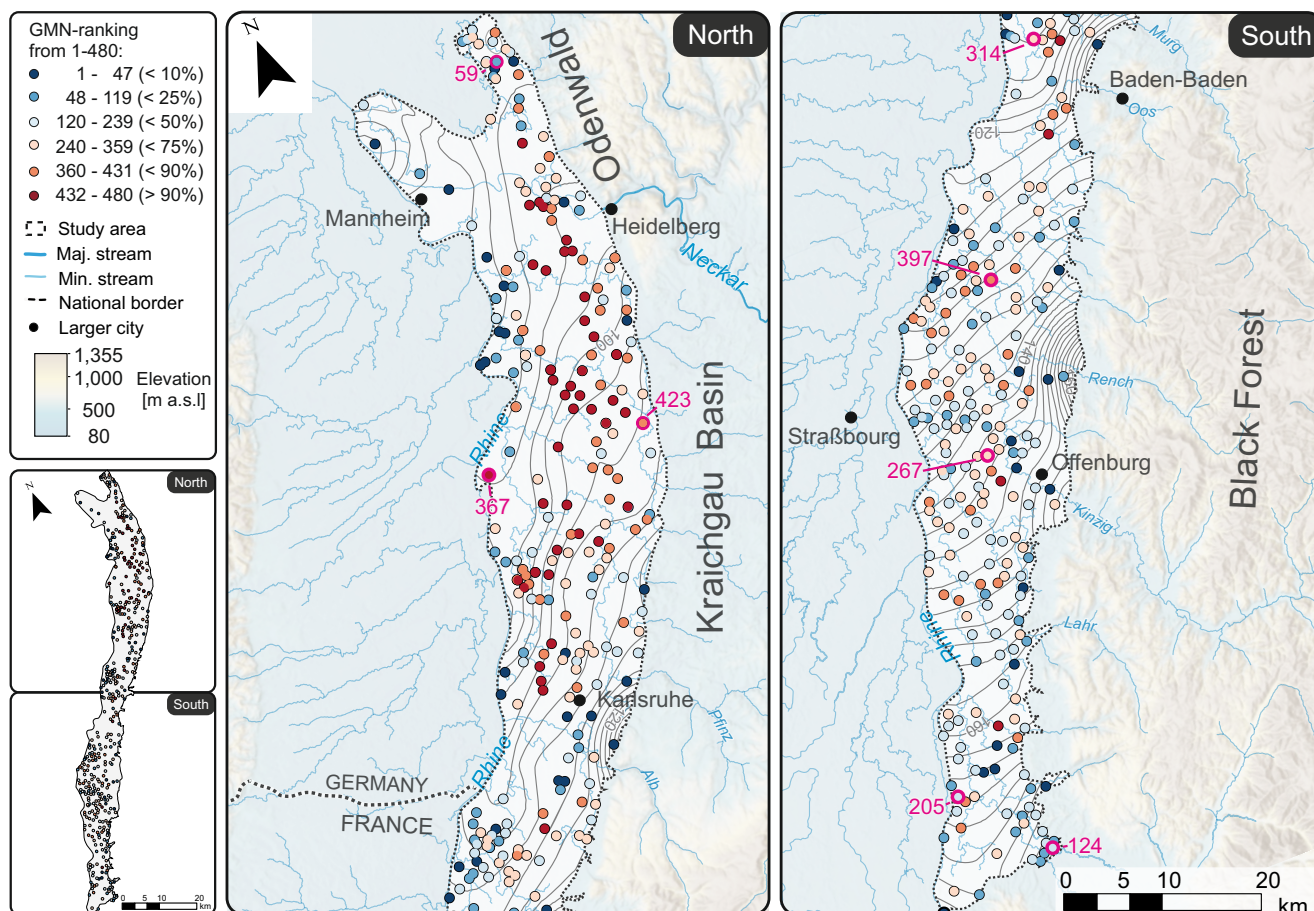 GMN-ranking
from 1-480:
1 - 47 (< 10%)
48 - 119 (< 25%)
120 - 239 (< 50%)
240 - 359 (< 75%)
360 - 431 (< 90%)
432 - 480 (> 90%)
Study area
Maj. stream
Min. stream
National border
Larger city
1,355
1,000
500
80
Elevation
[m a.s.l]
N
North
South
0 5 10 20
km
N
North
59
Odenwald
Mannheim
Heidelberg
Neckar
100
423
Rhine
367
Kraichgau Basin
Karlsruhe
120
Pfinz
Rhine
Alb
GERMANY
FRANCE
South
314
Murg
Baden-Baden
Oos
120
397
140
Rench
Straßbourg
267
Offenburg
Kinzig
Black Forest
Rhine
Lahr
160
205
124
0 5 10 20
km